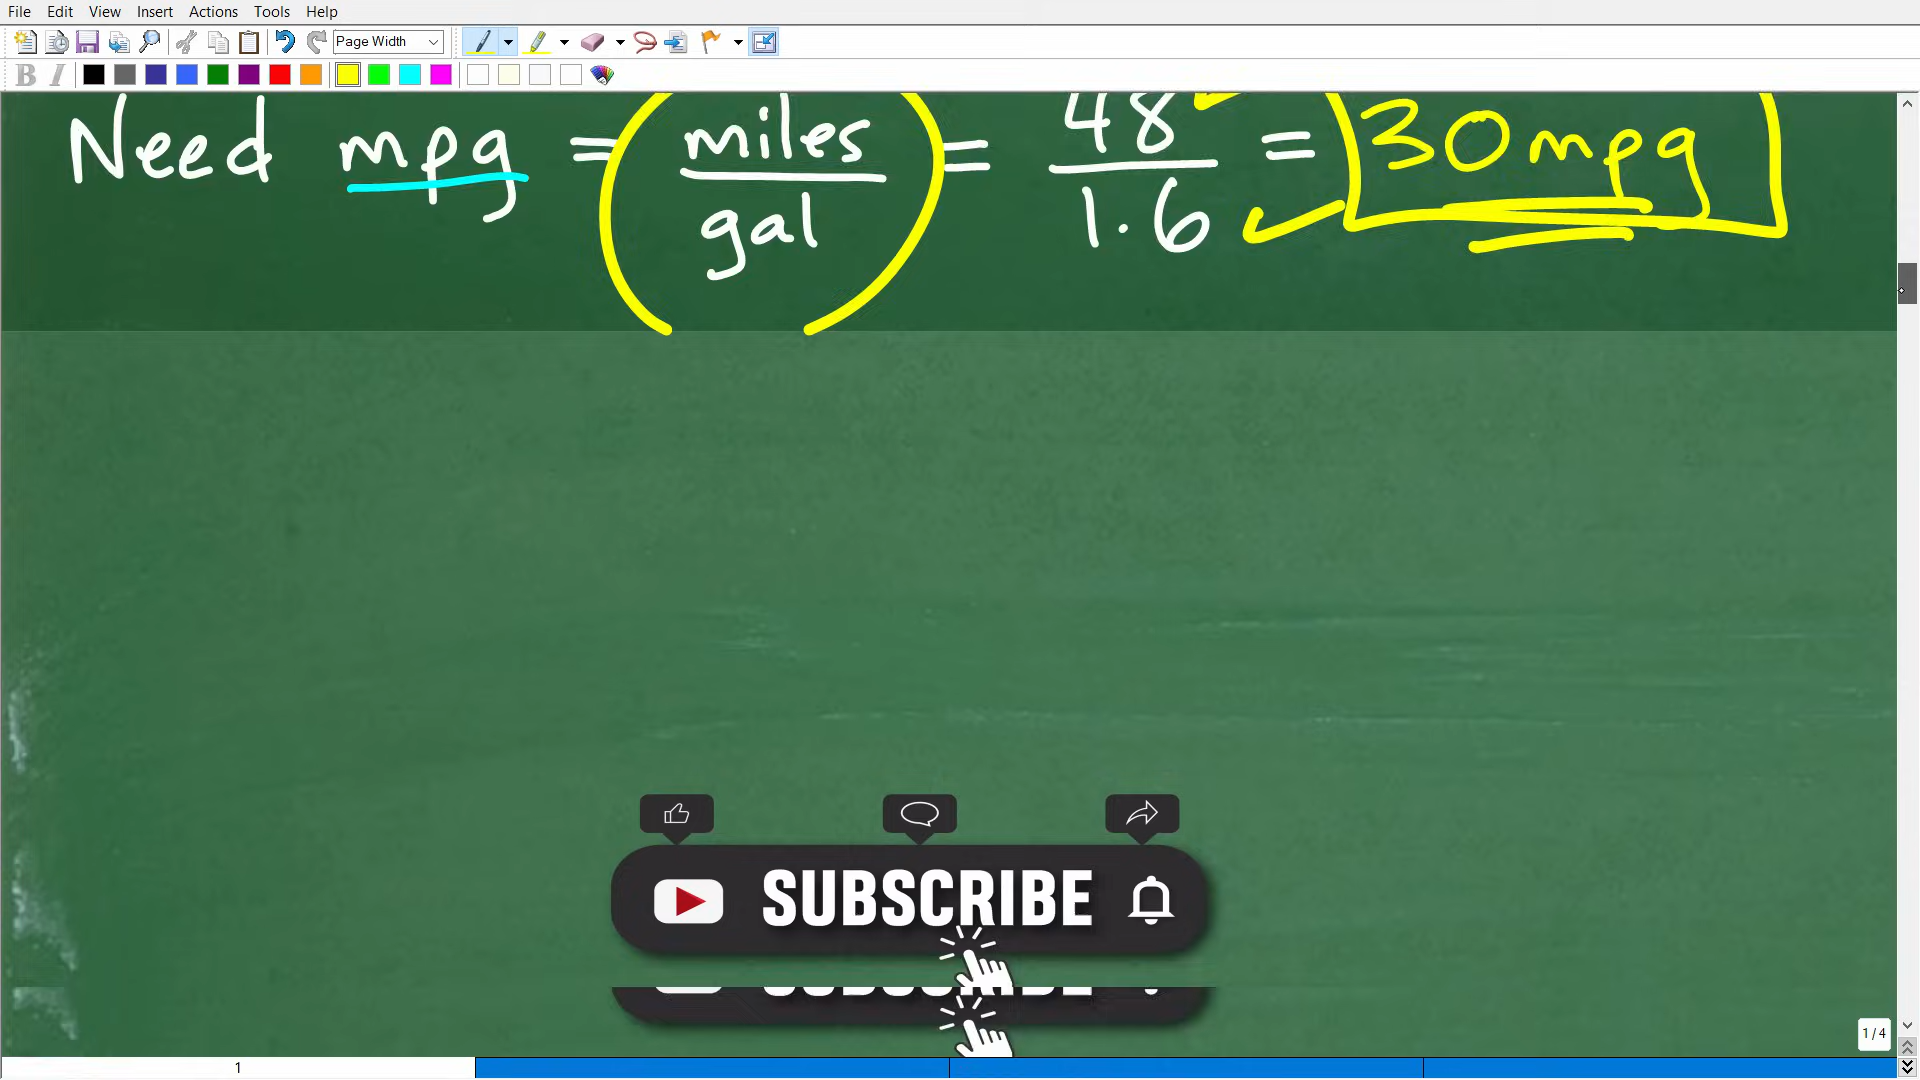 File Edit View Insert Actions Tools Help
Page Width
B I
Need mpg = ( miles / gal ) = 48 / 1.6 = 30 mpg
SUBSCRIBE
1 / 4
1